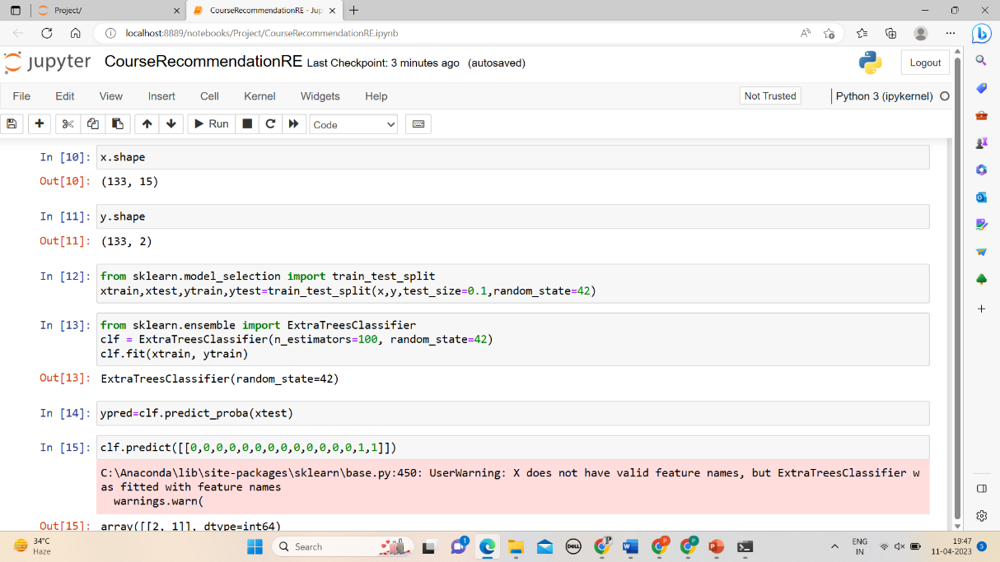 Project/
CourseRecommendationRE - Jup
localhost:8889/notebooks/Project/CourseRecommendationRE.ipynb
jupyter CourseRecommendationRE Last Checkpoint: 3 minutes ago (autosaved)
Logout
File Edit View Insert Cell Kernel Widgets Help
Not Trusted
Python 3 (ipykernel)
Run
Code
In [10]: x.shape
Out[10]: (133, 15)
In [11]: y.shape
Out[11]: (133, 2)
In [12]: from sklearn.model_selection import train_test_split
xtrain,xtest,ytrain,ytest=train_test_split(x,y,test_size=0.1,random_state=42)
In [13]: from sklearn.ensemble import ExtraTreesClassifier
clf = ExtraTreesClassifier(n_estimators=100, random_state=42)
clf.fit(xtrain, ytrain)
Out[13]: ExtraTreesClassifier(random_state=42)
In [14]: ypred=clf.predict_proba(xtest)
In [15]: clf.predict([[0,0,0,0,0,0,0,0,0,0,0,0,0,1,1]])
C:\Anaconda\lib\site-packages\sklearn\base.py:450: UserWarning: X does not have valid feature names, but ExtraTreesClassifier w
as fitted with feature names
warnings.warn(
Out[15]: array([[2, 1]], dtype=int64)
34°C
Haze
Search
1
DELL
P
P
P
ENG
IN
19:47
11-04-2023
5